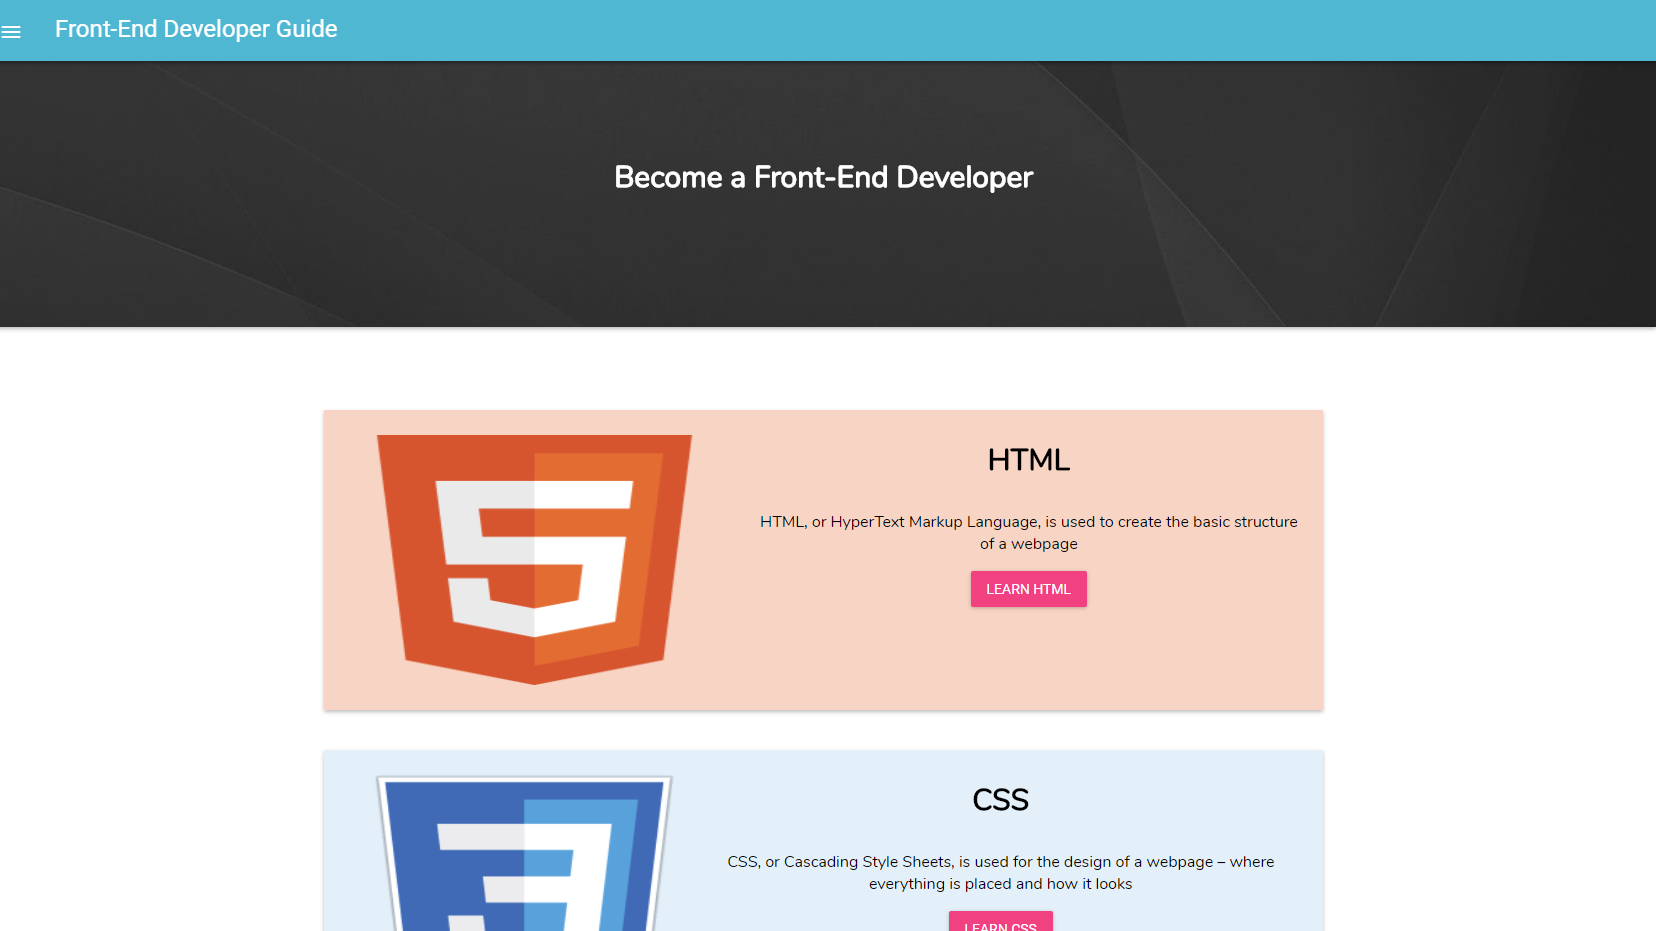 Front-End Developer Guide
Become a Front-End Developer
HTML
HTML, or HyperText Markup Language, is used to create the basic structure
of a webpage
LEARN HTML
CSS
CSS, or Cascading Style Sheets, is used for the design of a webpage – where
everything is placed and how it looks
LEARN CSS